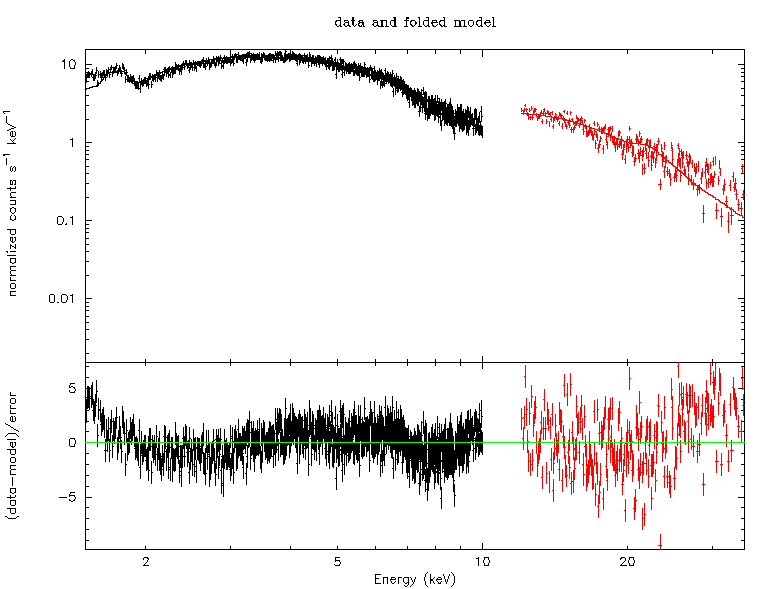 data and folded model
normalized counts s⁻¹ keV⁻¹
10
1
0.1
0.01
(data−model)/error
5
0
−5
2
5
10
20
Energy (keV)